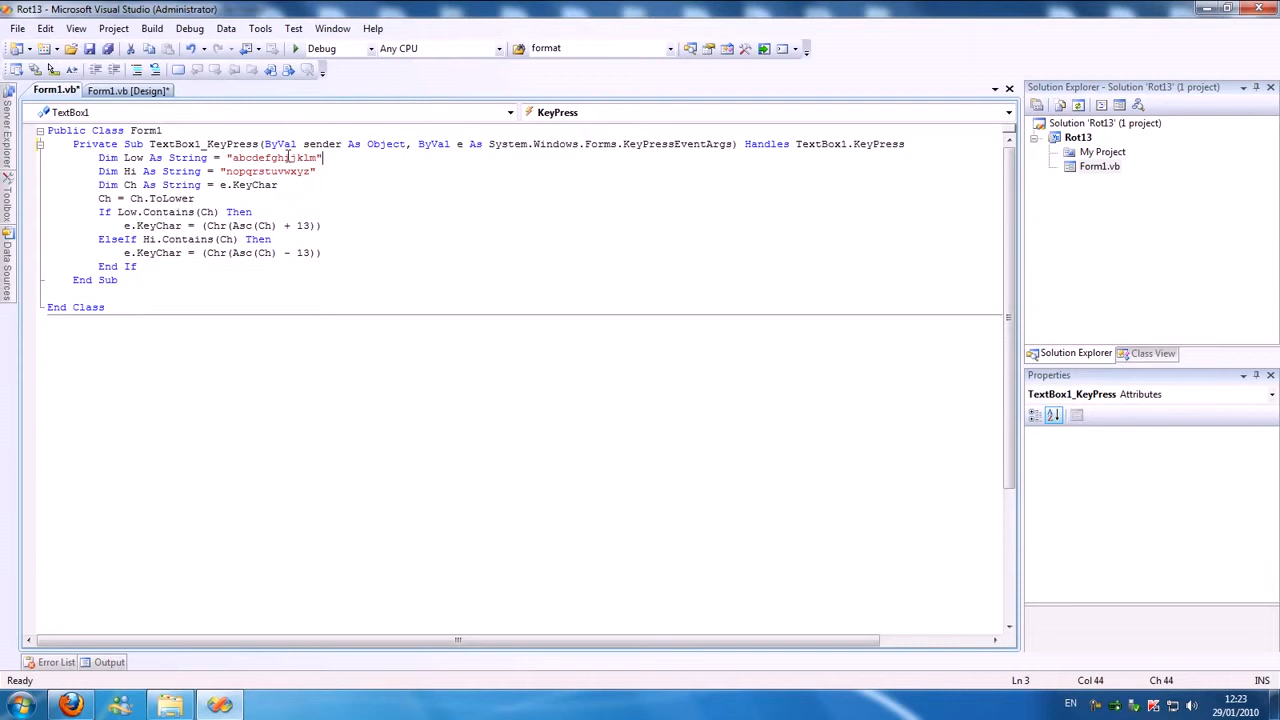 Rot13 - Microsoft Visual Studio (Administrator)
File Edit View Project Build Debug Data Tools Test Window Help
Debug Any CPU format
Form1.vb* Form1.vb [Design]*
TextBox1 KeyPress
Public Class Form1
Private Sub TextBox1_KeyPress(ByVal sender As Object, ByVal e As System.Windows.Forms.KeyPressEventArgs) Handles TextBox1.KeyPress
Dim Low As String = "abcdefghijklm"
Dim Hi As String = "nopqrstuvwxyz"
Dim Ch As String = e.KeyChar
Ch = Ch.ToLower
If Low.Contains(Ch) Then
e.KeyChar = (Chr(Asc(Ch) + 13))
ElseIf Hi.Contains(Ch) Then
e.KeyChar = (Chr(Asc(Ch) - 13))
End If
End Sub
End Class
Server Explorer
Toolbox
Data Sources
Solution Explorer - Solution 'Rot13' (1 project)
Solution 'Rot13' (1 project)
Rot13
My Project
Form1.vb
Solution Explorer Class View
Properties
TextBox1_KeyPress Attributes
Error List Output
Ready Ln 3 Col 44 Ch 44 INS
EN 12:23
29/01/2010